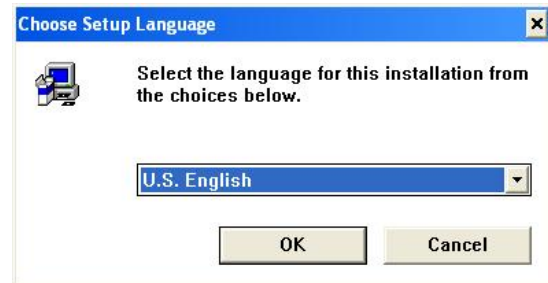 Choose Setup Language
Select the language for this installation from
the choices below.
U.S. English
OK
Cancel